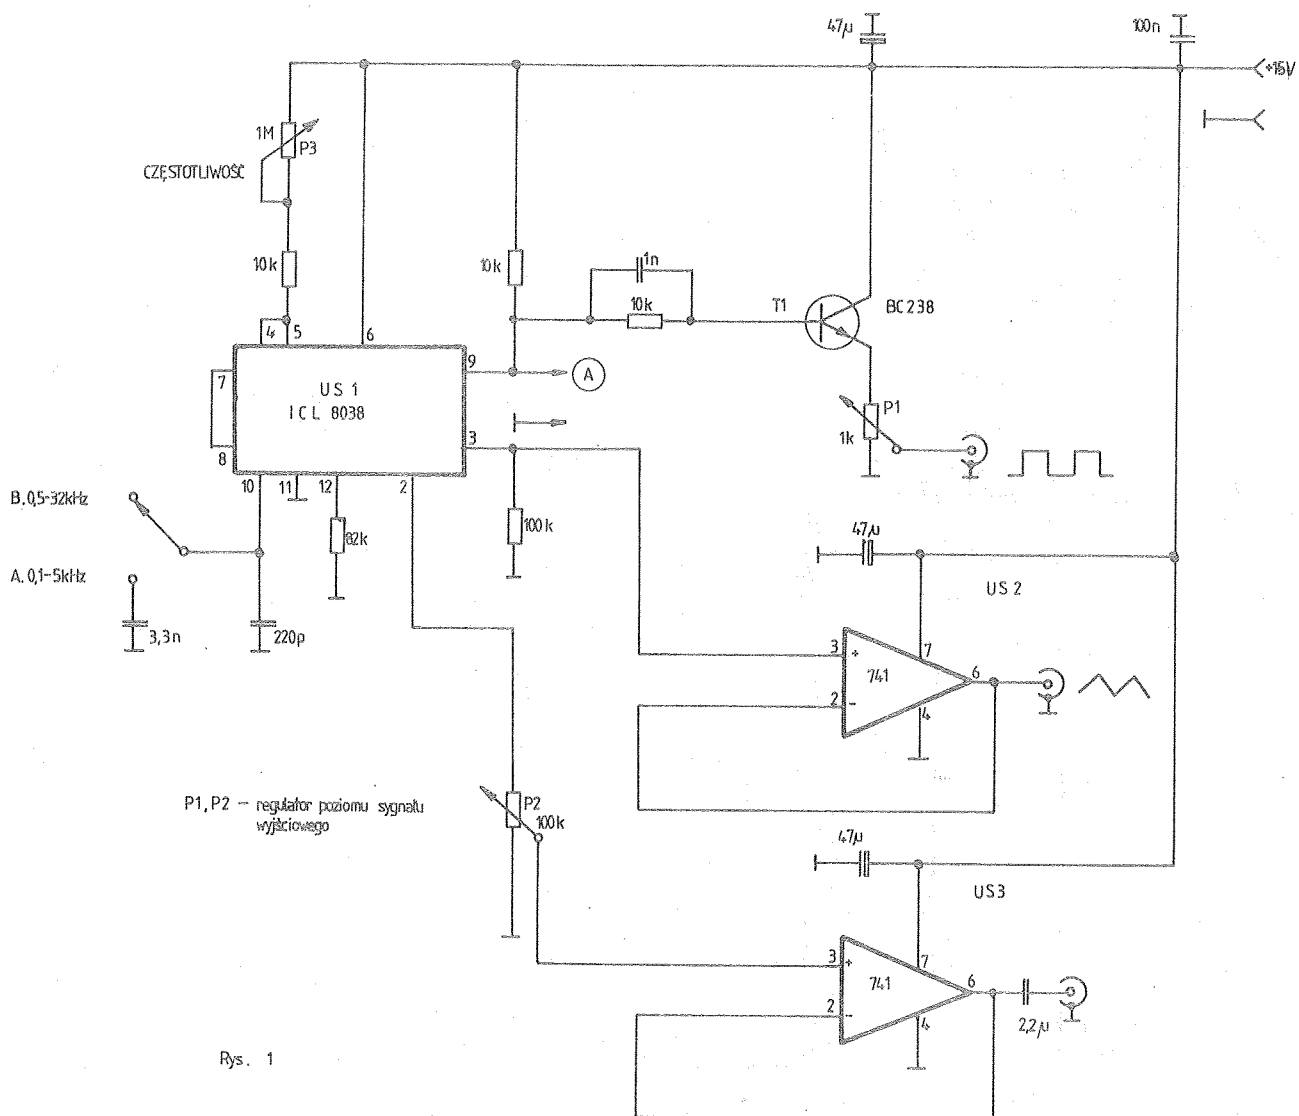 47µ
100n
+15V
1M
P3
CZĘSTOTLIWOŚĆ
10k
10k
1n
10k
T1
BC238
4
5
6
9
A
7
US 1
ICL 8038
P1
1k
3
8
10
11
12
2
B. 0,5-32kHz
100k
82k
47µ
A. 0,1-5kHz
US 2
3,3n
220p
3
+
7
741
6
2
-
4
P1, P2 - regulator poziomu sygnału
wyjściowego
P2
100k
47µ
US3
3
+
7
741
6
2
-
4
2,2µ
Rys. 1